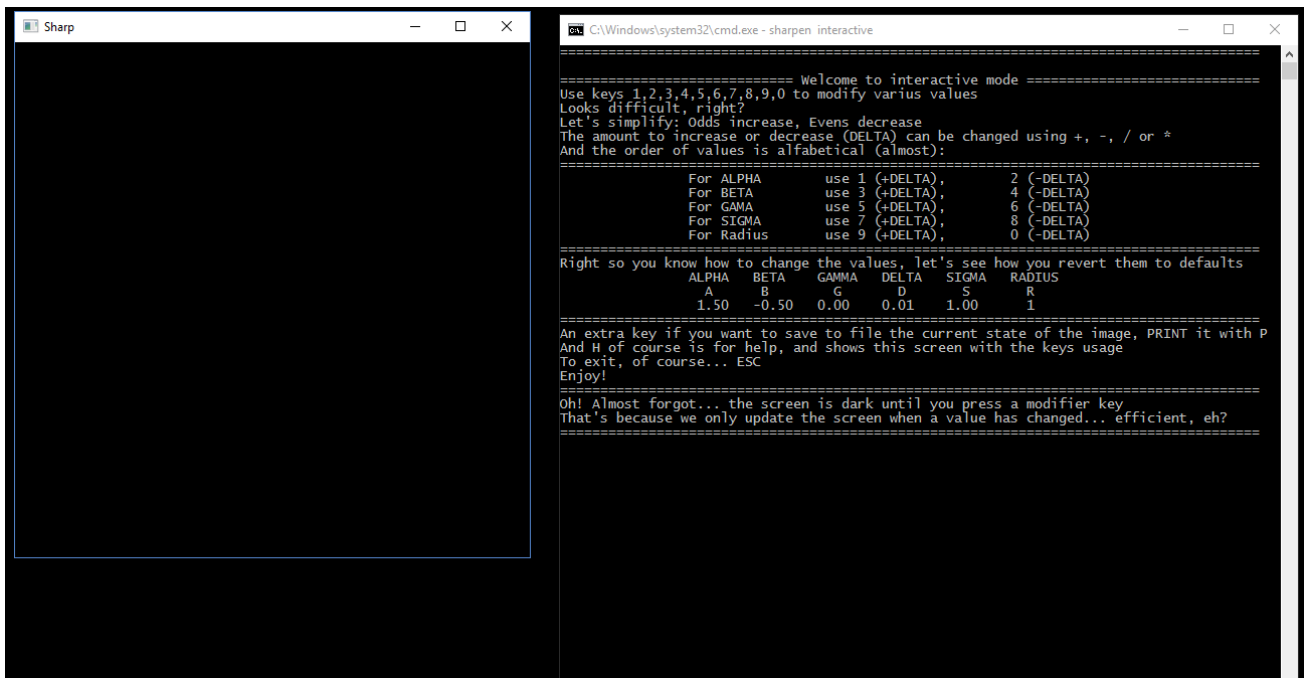 Sharp
C:\Windows\system32\cmd.exe - sharpen interactive
================================================================================
============================= Welcome to interactive mode =============================
Use keys 1,2,3,4,5,6,7,8,9,0 to modify varius values
Looks difficult, right?
Let's simplify: Odds increase, Evens decrease
The amount to increase or decrease (DELTA) can be changed using +, -, / or *
And the order of values is alfabetical (almost):
================================================================================
For ALPHA use 1 (+DELTA), 2 (-DELTA)
For BETA use 3 (+DELTA), 4 (-DELTA)
For GAMA use 5 (+DELTA), 6 (-DELTA)
For SIGMA use 7 (+DELTA), 8 (-DELTA)
For Radius use 9 (+DELTA), 0 (-DELTA)
================================================================================
Right so you know how to change the values, let's see how you revert them to defaults
ALPHA BETA GAMMA DELTA SIGMA RADIUS
A B G D S R
1.50 -0.50 0.00 0.01 1.00 1
================================================================================
An extra key if you want to save to file the current state of the image, PRINT it with P
And H of course is for help, and shows this screen with the keys usage
To exit, of course... ESC
Enjoy!
================================================================================
Oh! Almost forgot... the screen is dark until you press a modifier key
That's because we only update the screen when a value has changed... efficient, eh?
================================================================================